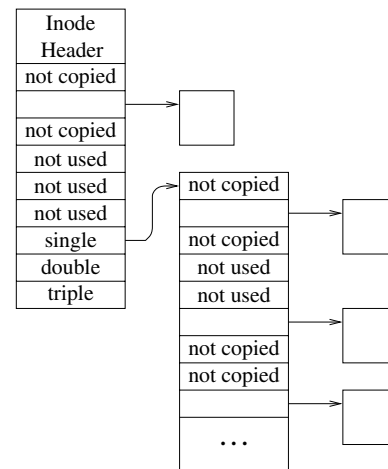 Inode
Header
not copied
not copied
not used
not used
not used
single
double
triple
not copied
not copied
not used
not used
not copied
not copied
...